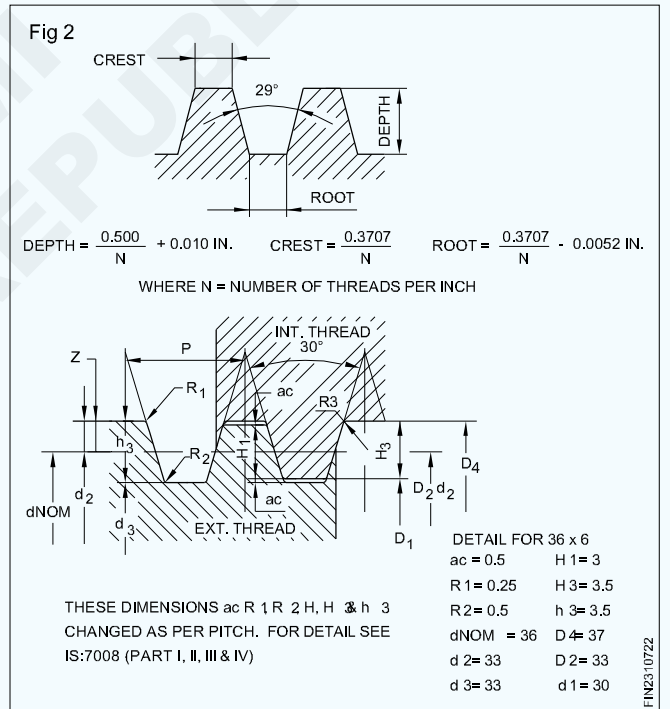 Fig 2
CREST
29°
DEPTH
ROOT
DEPTH = 0.500/N + 0.010 IN. CREST = 0.3707/N ROOT = 0.3707/N - 0.0052 IN.
WHERE N = NUMBER OF THREADS PER INCH
INT. THREAD
P
30°
Z
R1
ac
R3
h3
R2
H1
H3
D4
d2
D2 d2
dNOM
d3
ac
D1
EXT. THREAD
DETAIL FOR 36 x 6
ac = 0.5 H 1= 3
R 1= 0.25 H 3= 3.5
R 2= 0.5 h 3= 3.5
dNOM = 36 D 4= 37
d 2= 33 D 2= 33
d 3= 33 d 1= 30
THESE DIMENSIONS ac R 1 R 2, H, H 3 & h 3
CHANGED AS PER PITCH. FOR DETAIL SEE
IS:7008 (PART I, II, III & IV)
FIN2310722